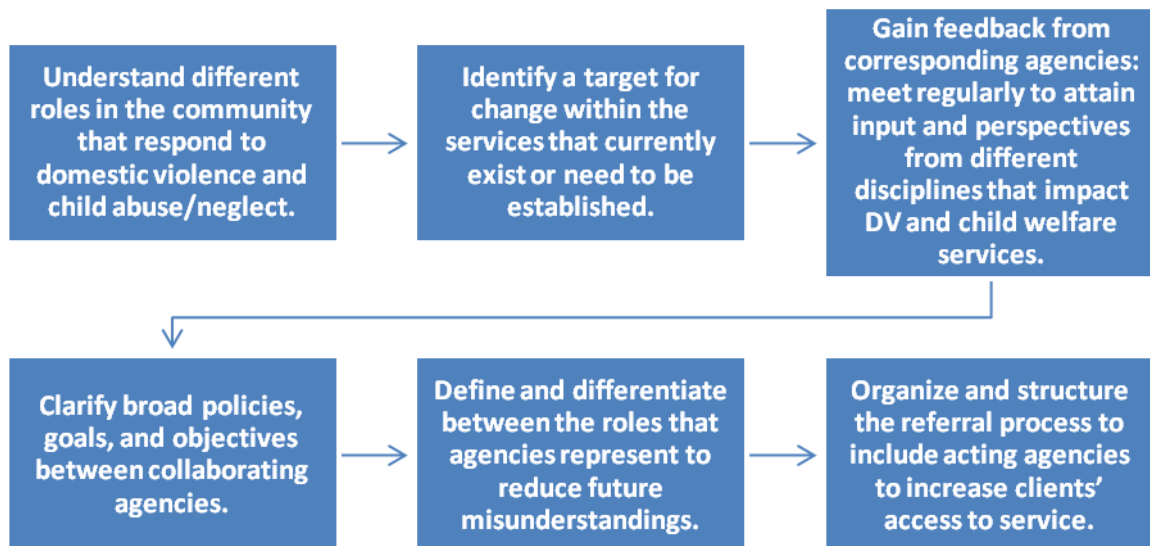 Understand different
roles in the community
that respond to
domestic violence and
child abuse/neglect.
Identify a target for
change within the
services that currently
exist or need to be
established.
Gain feedback from
corresponding agencies:
meet regularly to attain
input and perspectives
from different
disciplines that impact
DV and child welfare
services.
Clarify broad policies,
goals, and objectives
between collaborating
agencies.
Define and differentiate
between the roles that
agencies represent to
reduce future
misunderstandings.
Organize and structure
the referral process to
include acting agencies
to increase clients’
access to service.